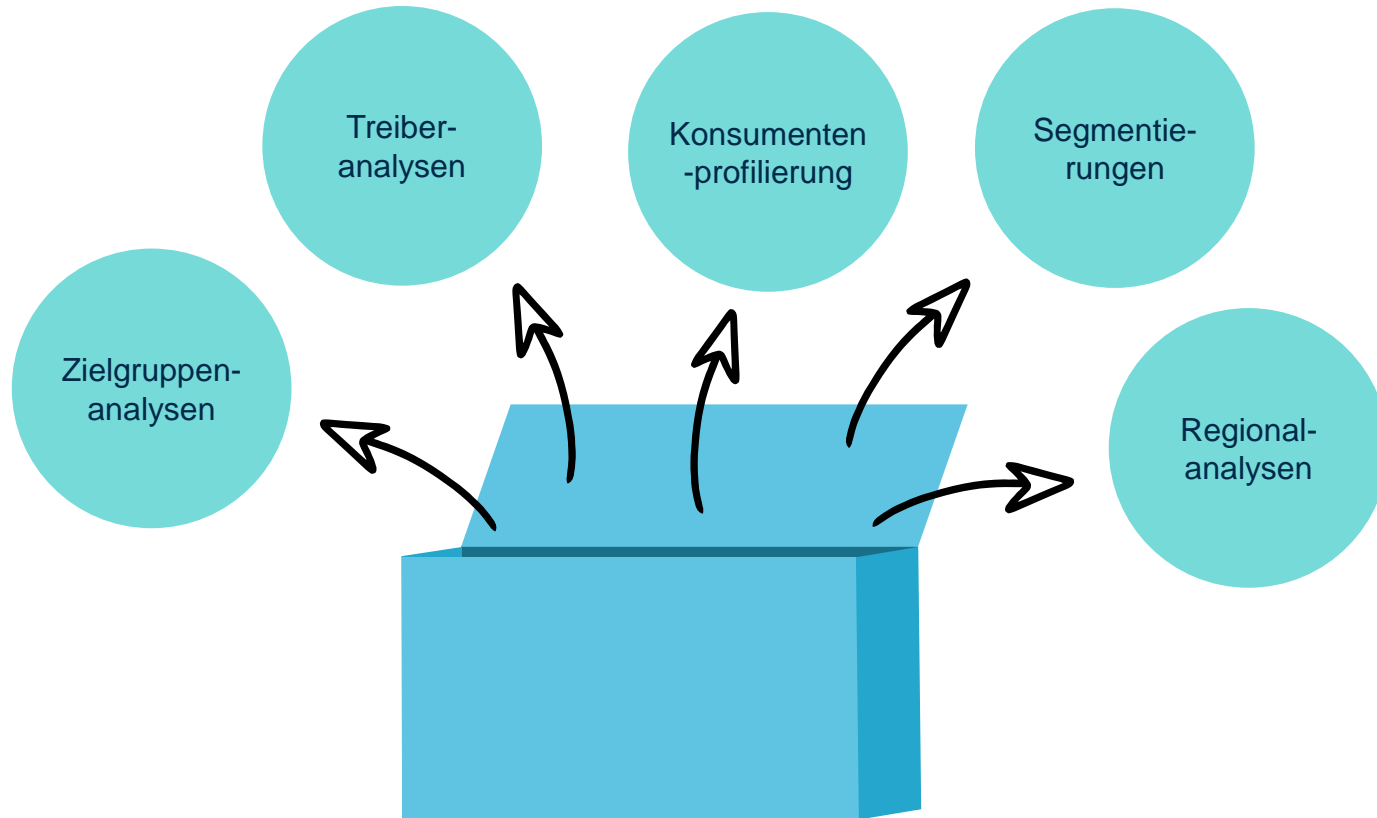 Treiber-
analysen
Konsumenten
-profilierung
Segmentie-
rungen
Zielgruppen-
analysen
Regional-
analysen